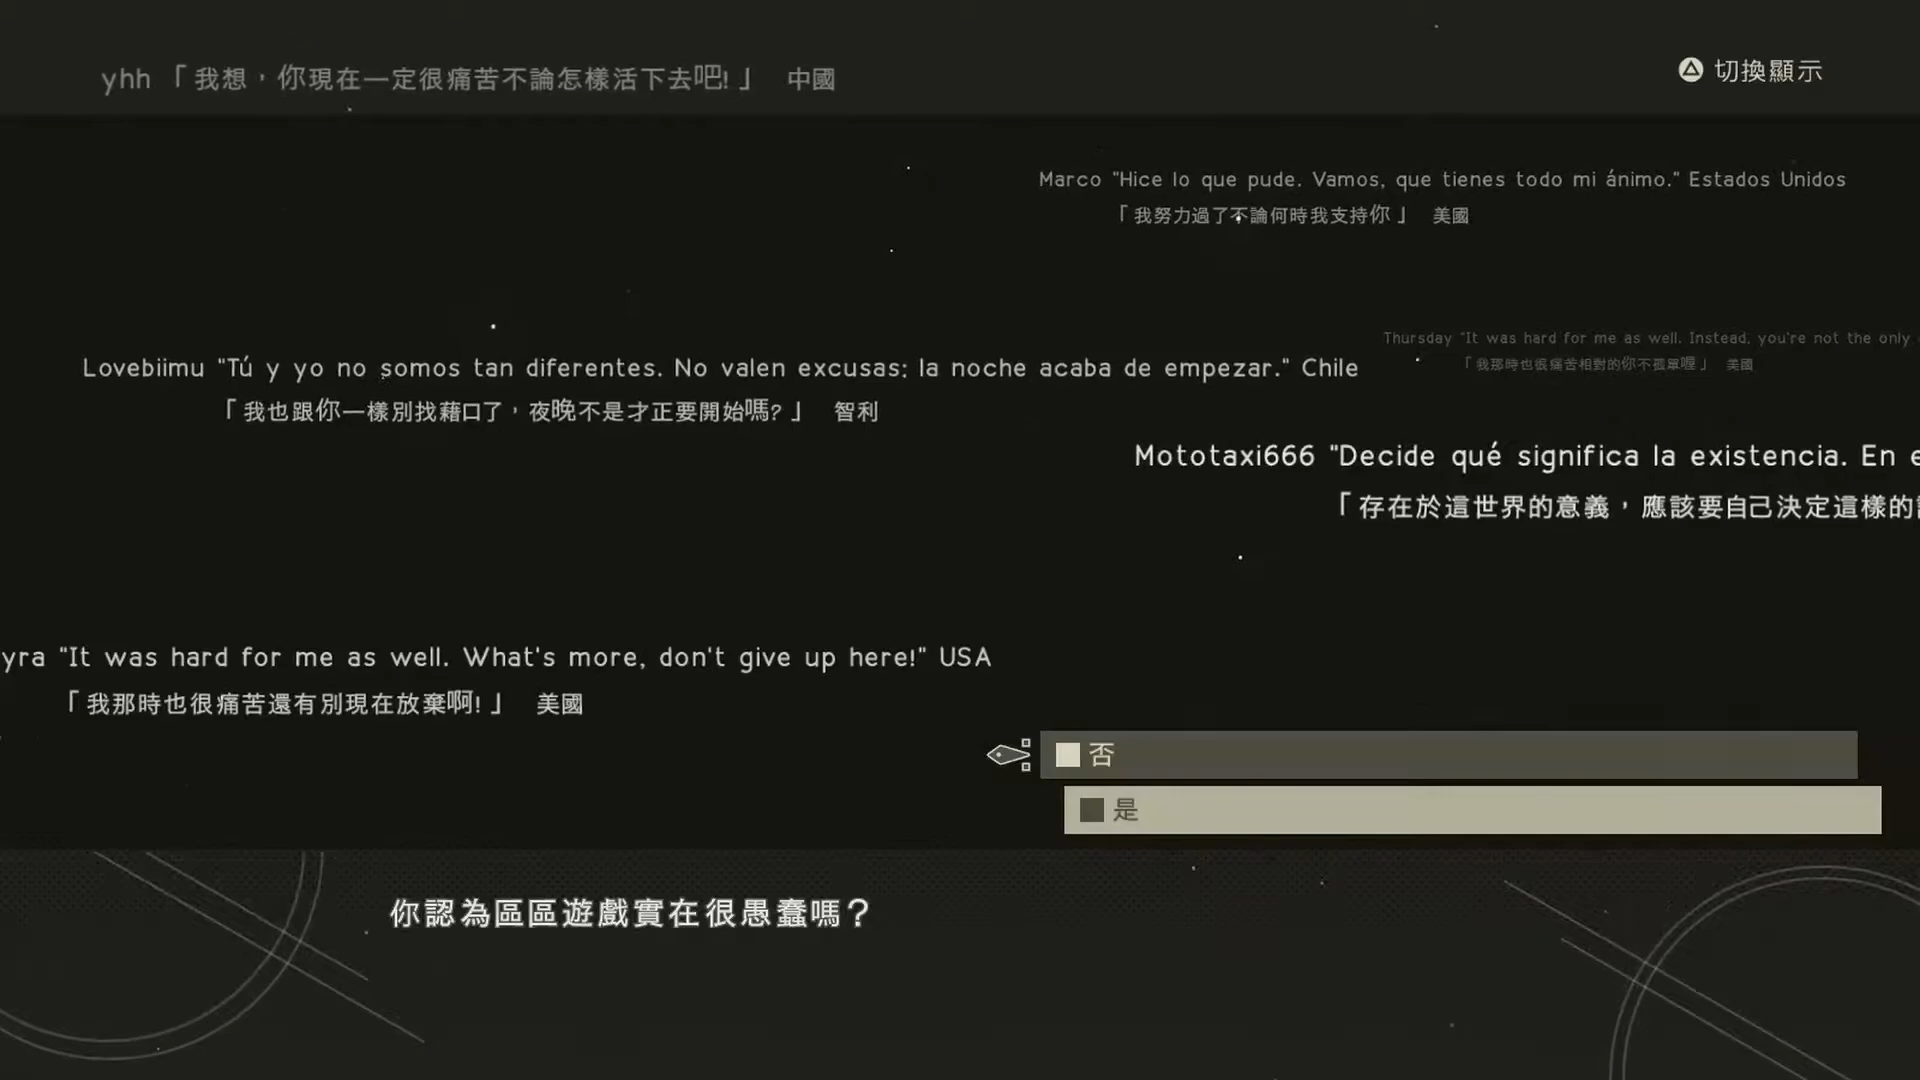 yhh 「我想，你現在一定很痛苦不論怎樣活下去吧!」 中國
切換顯示
Marco "Hice lo que pude. Vamos, que tienes todo mi ánimo." Estados Unidos
「我努力過了不論何時我支持你」 美國
Thursday "It was hard for me as well. Instead, you're not the only
「我那時也很痛苦相對的你不孤單喔」 美國
Lovebiimu "Tú y yo no somos tan diferentes. No valen excusas: la noche acaba de empezar." Chile
「我也跟你一樣別找藉口了，夜晚不是才正要開始嗎?」 智利
Mototaxi666 "Decide qué significa la existencia. En
「存在於這世界的意義，應該要自己決定這樣的
yra "It was hard for me as well. What's more, don't give up here!" USA
「我那時也很痛苦還有別現在放棄啊!」 美國
否
是
你認為區區遊戲實在很愚蠢嗎？